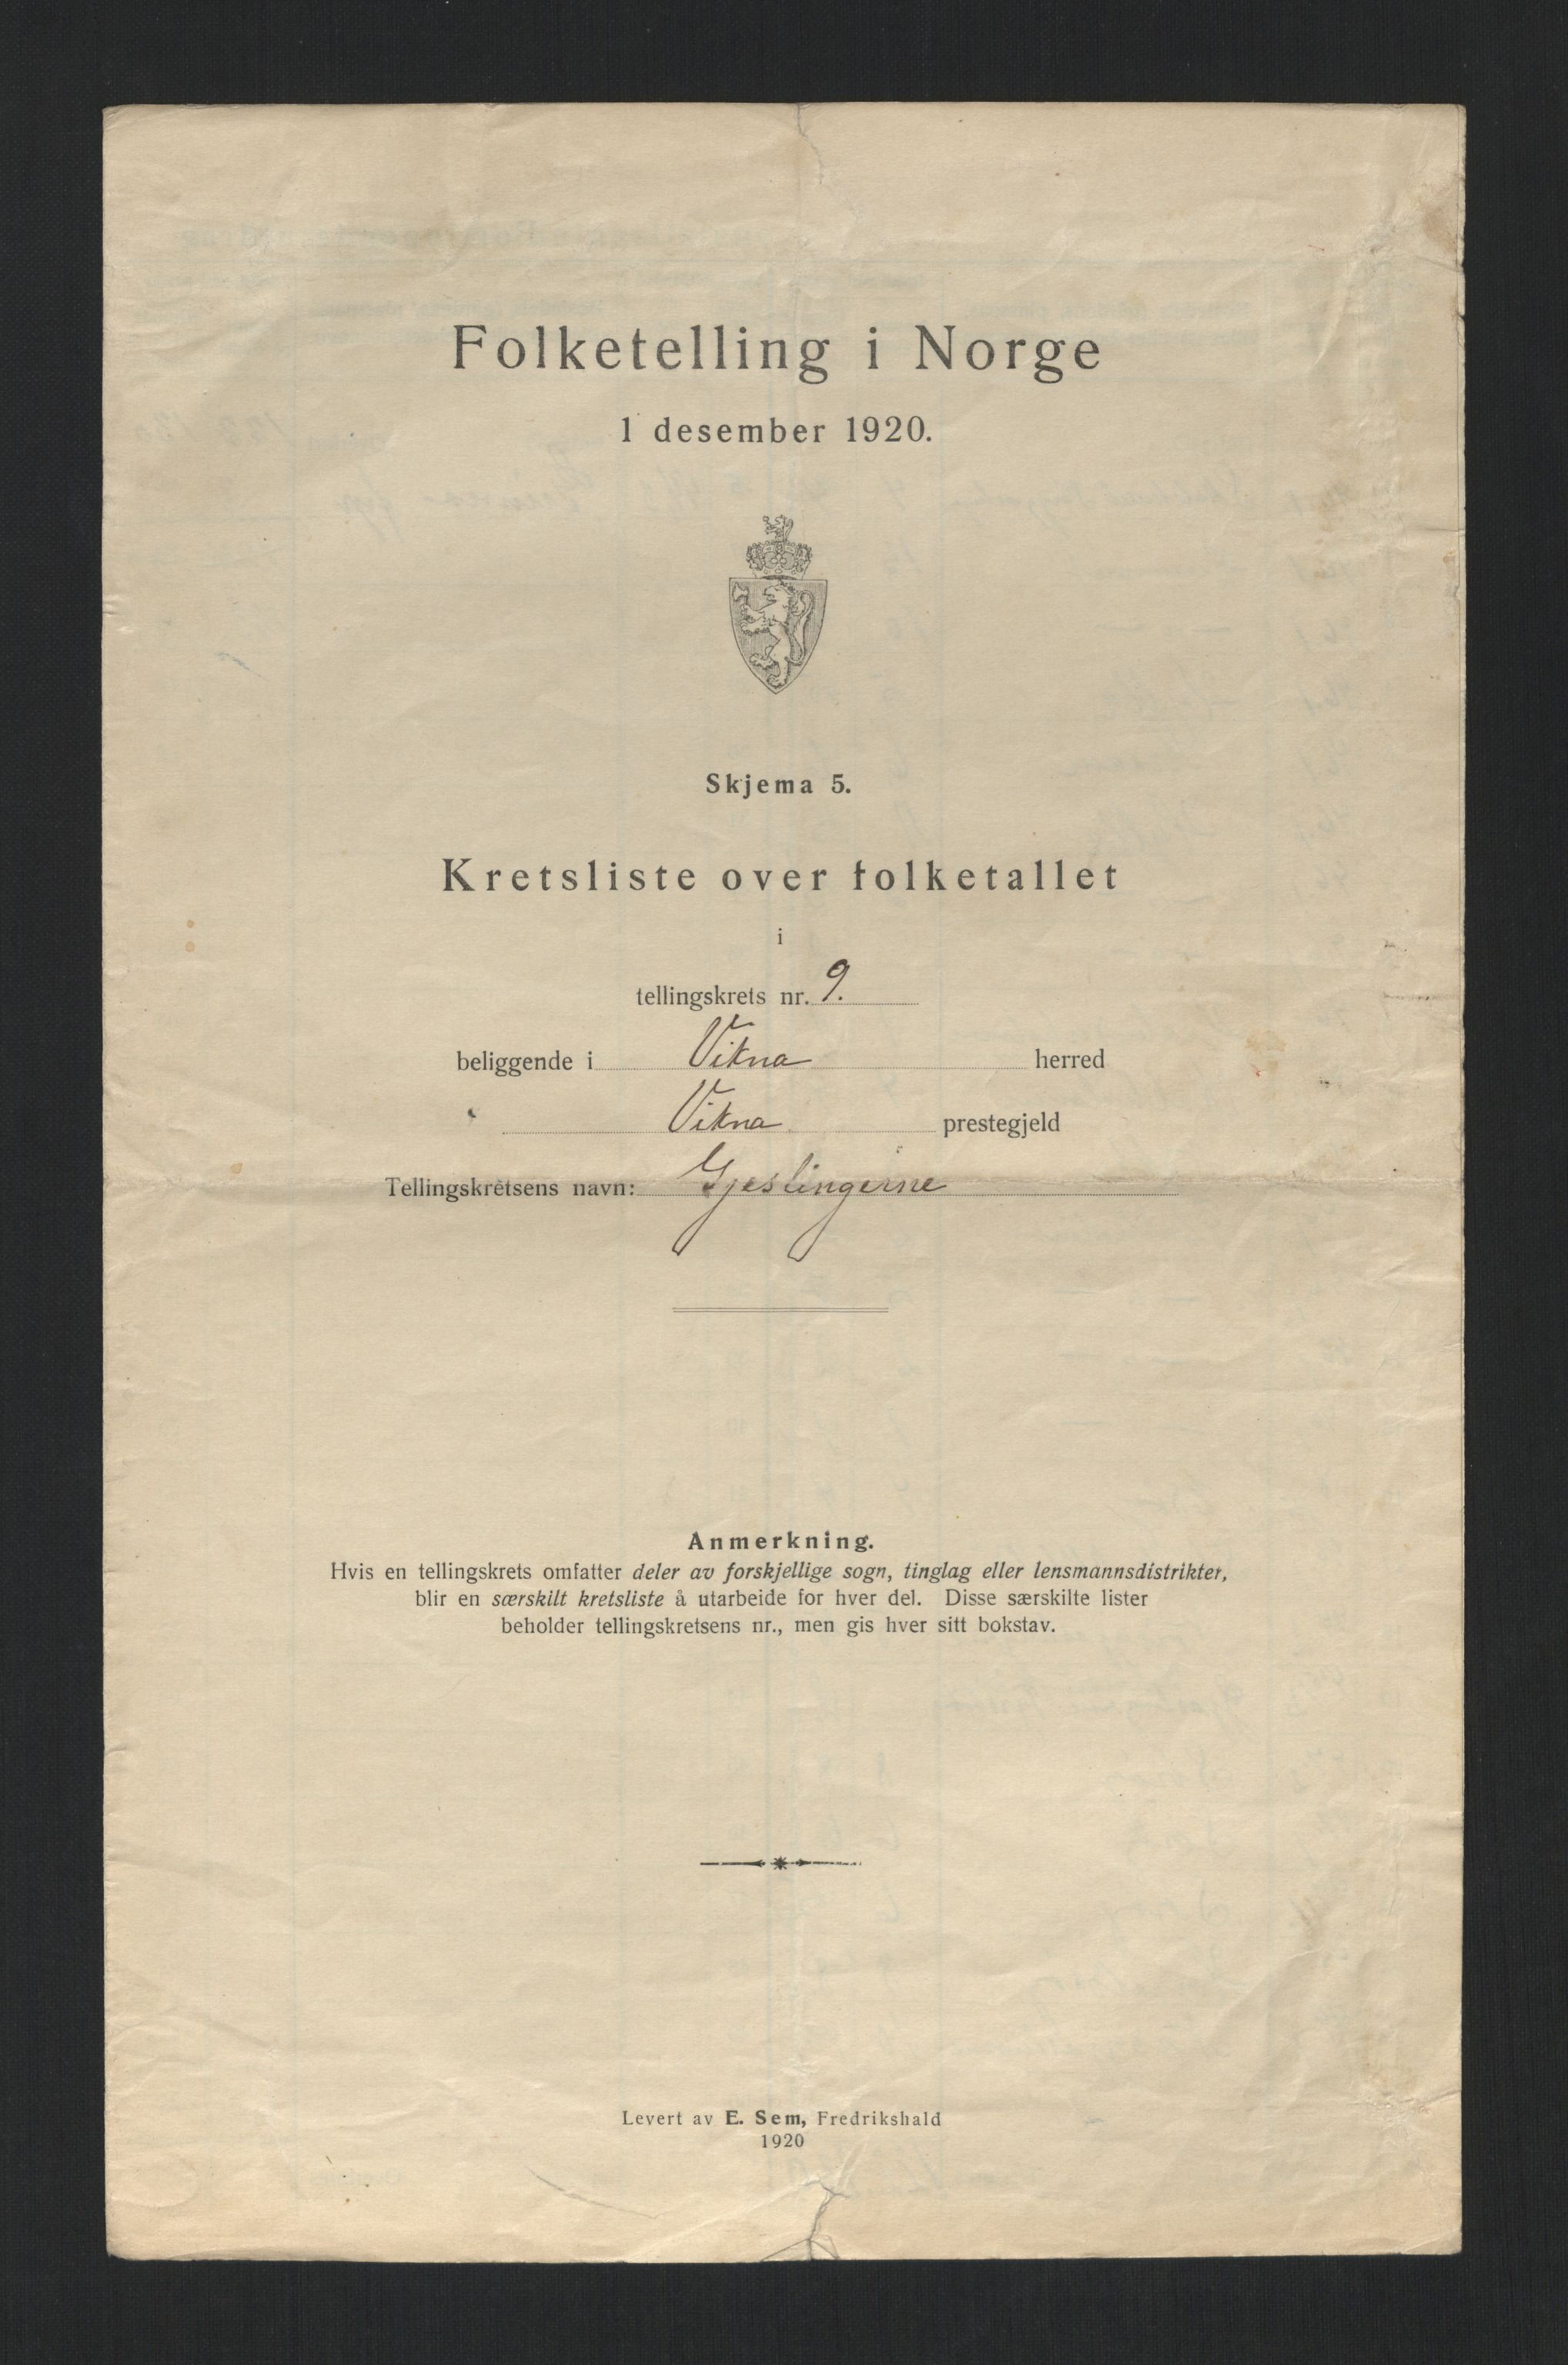 Folketelling i Norge
1 desember 1920.
Skjema 5.
Kretsliste over folketallet
i
tellingskrets nr. 9.
beliggende i Vikna herred
Vikna prestegjeld
Tellingskretsens navn: Gjeslingerne
Anmerkning.
Hvis en tellingskrets omfatter deler av forskjellige sogn, tinglag eller lensmannsdistrikter,
blir en særskilt kretsliste å utarbeide for hver del. Disse særskilte lister
beholder tellingskretsens nr., men gis hver sitt bokstav.
Levert av E. Sem, Fredrikshald
1920